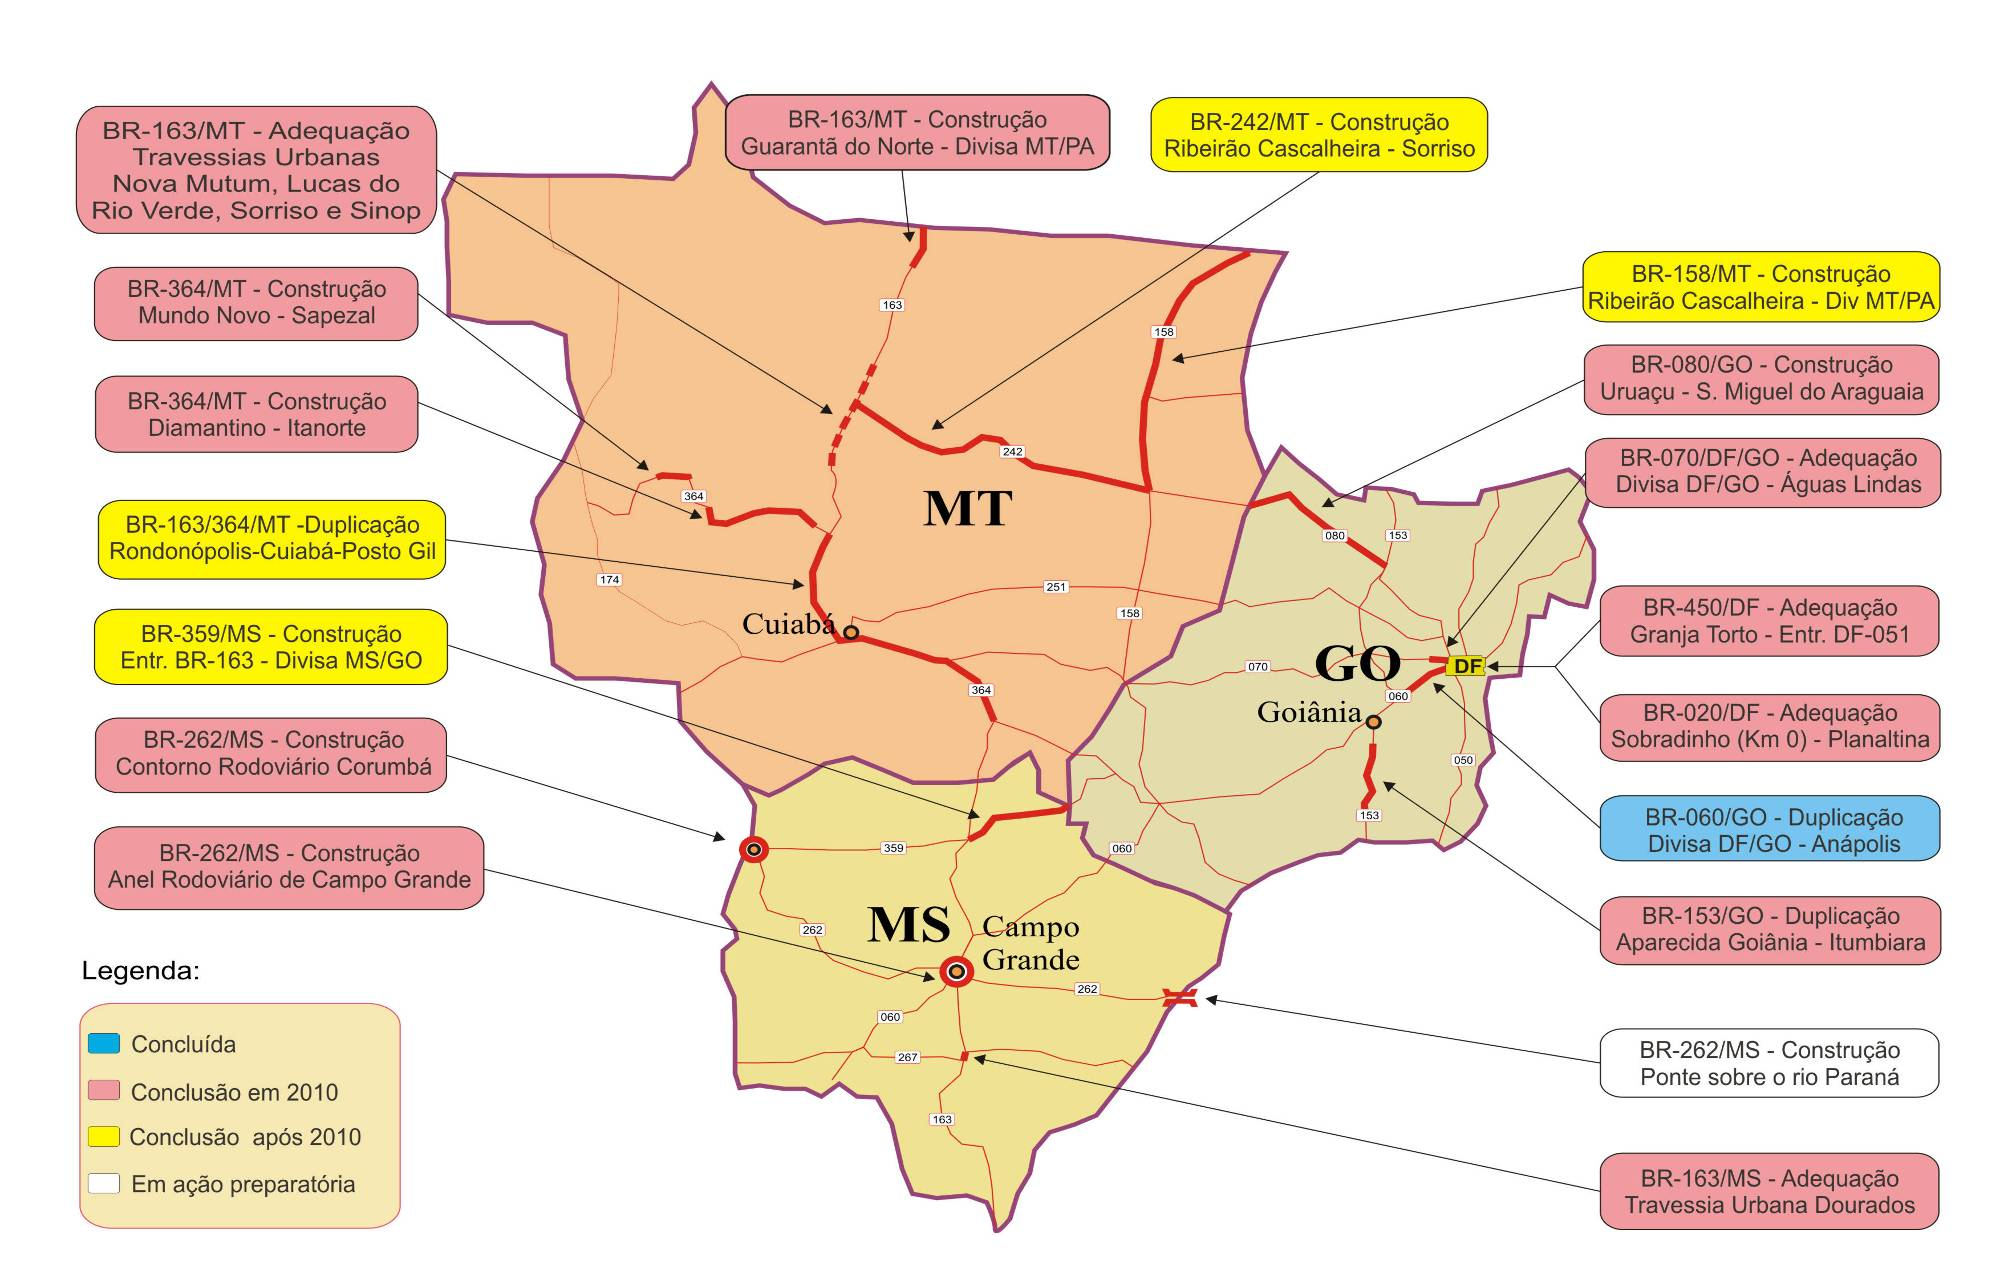 BR-163/MT - Adequação
Travessias Urbanas
Nova Mutum, Lucas do
Rio Verde, Sorriso e Sinop
BR-163/MT - Construção
Guarantã do Norte - Divisa MT/PA
BR-242/MT - Construção
Ribeirão Cascalheira - Sorriso
BR-364/MT - Construção
Mundo Novo - Sapezal
BR-364/MT - Construção
Diamantino - Itanorte
BR-163/364/MT -Duplicação
Rondonópolis-Cuiabá-Posto Gil
BR-359/MS - Construção
Entr. BR-163 - Divisa MS/GO
BR-262/MS - Construção
Contorno Rodoviário Corumbá
BR-262/MS - Construção
Anel Rodoviário de Campo Grande
BR-158/MT - Construção
Ribeirão Cascalheira - Div MT/PA
BR-080/GO - Construção
Uruaçu - S. Miguel do Araguaia
BR-070/DF/GO - Adequação
Divisa DF/GO - Águas Lindas
BR-450/DF - Adequação
Granja Torto - Entr. DF-051
BR-020/DF - Adequação
Sobradinho (Km 0) - Planaltina
BR-060/GO - Duplicação
Divisa DF/GO - Anápolis
BR-153/GO - Duplicação
Aparecida Goiânia - Itumbiara
BR-262/MS - Construção
Ponte sobre o rio Paraná
BR-163/MS - Adequação
Travessia Urbana Dourados
163
158
242
364
MT
080
153
174
251
158
Cuiabá
GO
070
DF
364
060
Goiânia
050
153
359
060
MS
Campo
Grande
262
262
060
267
163
Legenda:
Concluída
Conclusão em 2010
Conclusão após 2010
Em ação preparatória